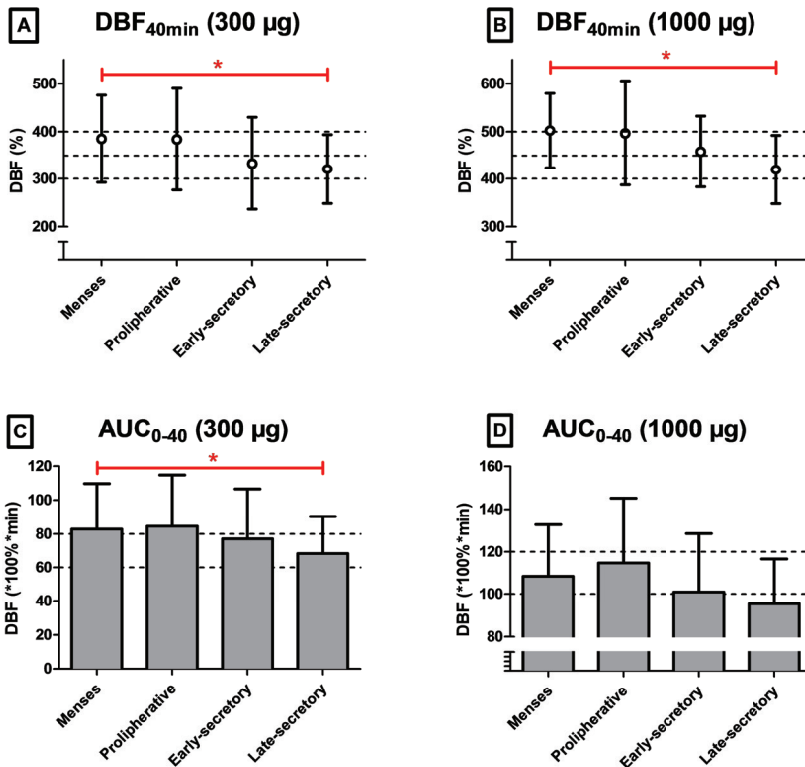 A DBF40min (300 µg)
*
DBF (%)
500
400
300
200
Menses
Prolipherative
Early-secretory
Late-secretory
B DBF40min (1000 µg)
*
DBF (%)
600
500
400
300
Menses
Prolipherative
Early-secretory
Late-secretory
C AUC0-40 (300 µg)
*
DBF (*100% *min)
120
100
80
60
40
20
0
Menses
Prolipherative
Early-secretory
Late-secretory
D AUC0-40 (1000 µg)
DBF (*100% *min)
160
140
120
100
80
Menses
Prolipherative
Early-secretory
Late-secretory